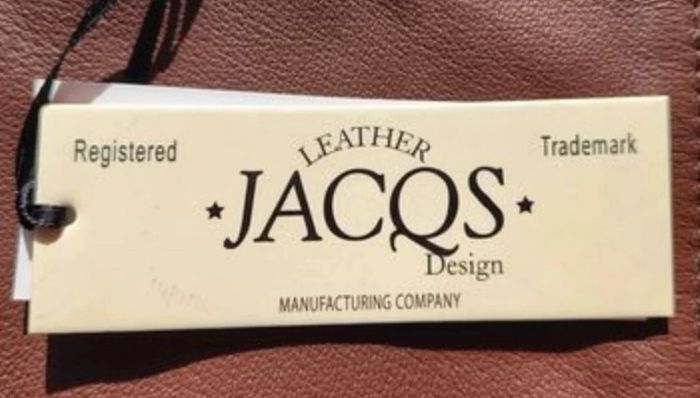 Registered
Trademark
LEATHER
JACQS
Design
MANUFACTURING COMPANY